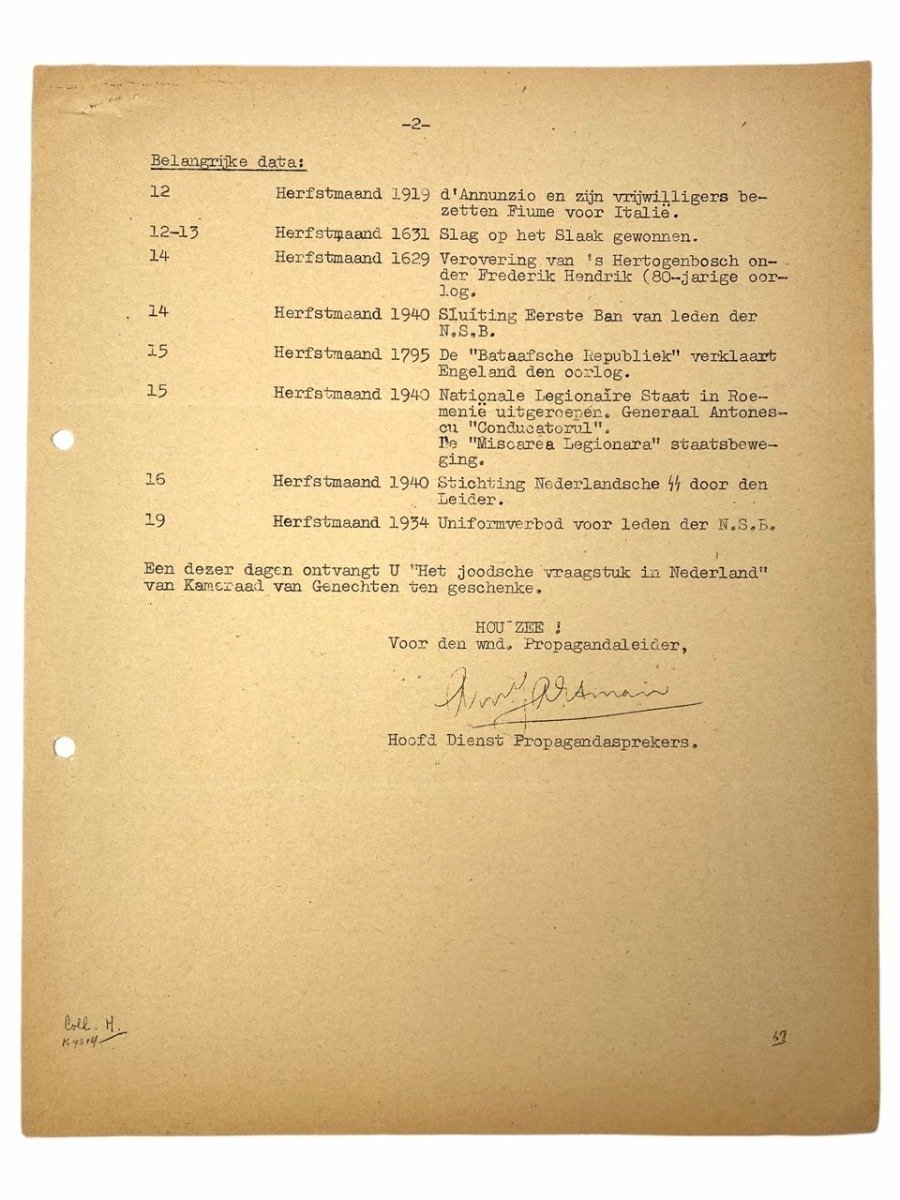 -2-
Belangrijke data:
12 Herfstmaand 1919 d'Annunzio en zijn vrijwilligers be-
zetten Fiume voor Italië.
12-13 Herfstmaand 1631 Slag op het Slaak gewonnen.
14 Herfstmaand 1629 Verovering van 's Hertogenbosch on-
der Frederik Hendrik (80-jarige oor-
log.
14 Herfstmaand 1940 Sluiting Eerste Ban van leden der
N.S.B.
15 Herfstmaand 1795 De "Bataafsche Republiek" verklaart
Engeland den oorlog.
15 Herfstmaand 1940 Nationale Legionaire Staat in Roe-
menië uitgeroepen. Generaal Antones-
cu "Conducatorul".
De "Miscarea Legionara" staatsbewe-
ging.
16 Herfstmaand 1940 Stichting Nederlandsche ᛋᛋ door den
Leider.
19 Herfstmaand 1934 Uniformverbod voor leden der N.S.B.
Een dezer dagen ontvangt U "Het joodsche vraagstuk in Nederland"
van Kameraad van Genechten ten geschenke.
HOU ZEE !
Voor den wnd. Propagandaleider,
Hoofd Dienst Propagandasprekers.
Coll. H.